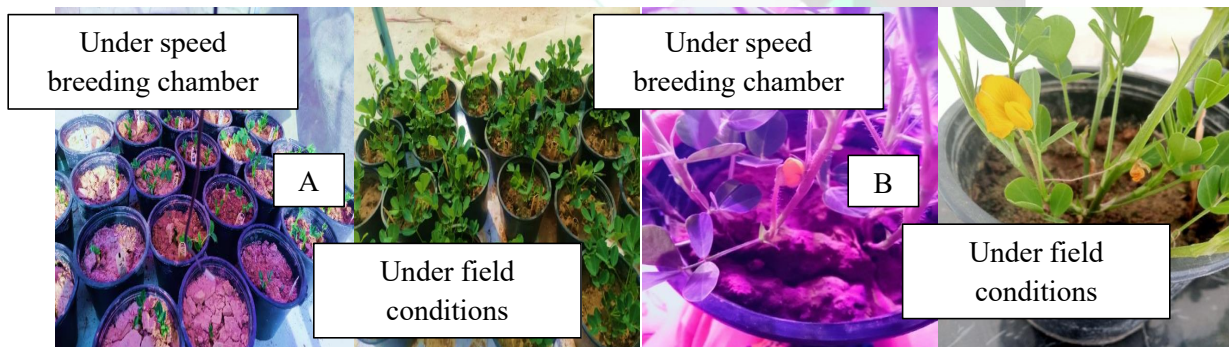 Under speed
breeding chamber
A
Under field
conditions
Under speed
breeding chamber
B
Under field
conditions